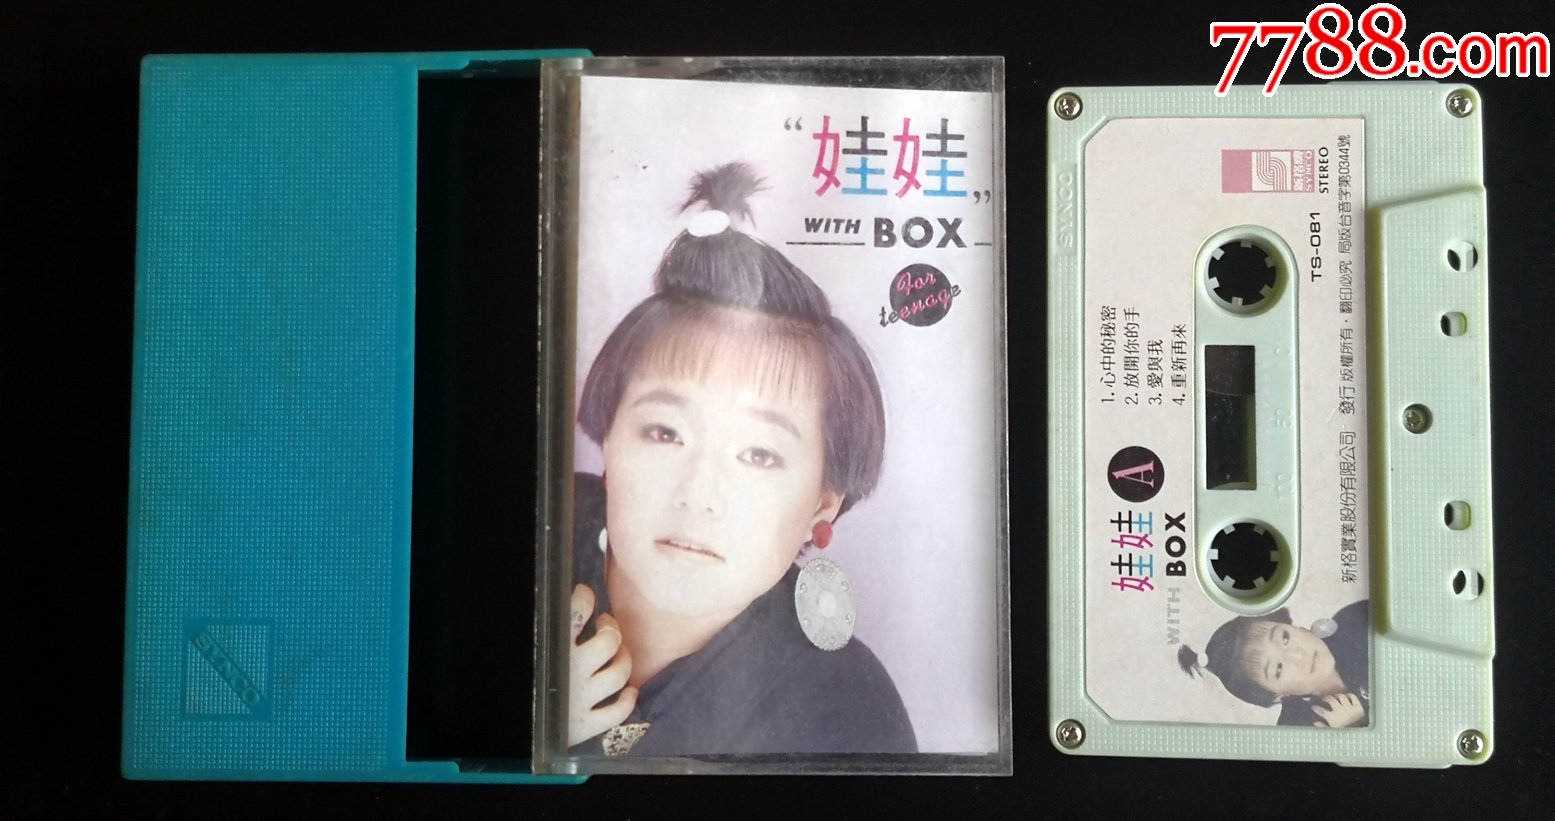 7788.com
“娃娃”
WITH BOX
For
teenage
SYNCO
SYNCO
新格
SYNCO
STEREO
TS-081
1. 心中的秘密
2. 放開你的手
3. 愛與我
4. 重新再來
A
娃娃
WITH BOX
新格實業股份有限公司 發行 版權所有．翻印必究 局版台音字第0344號